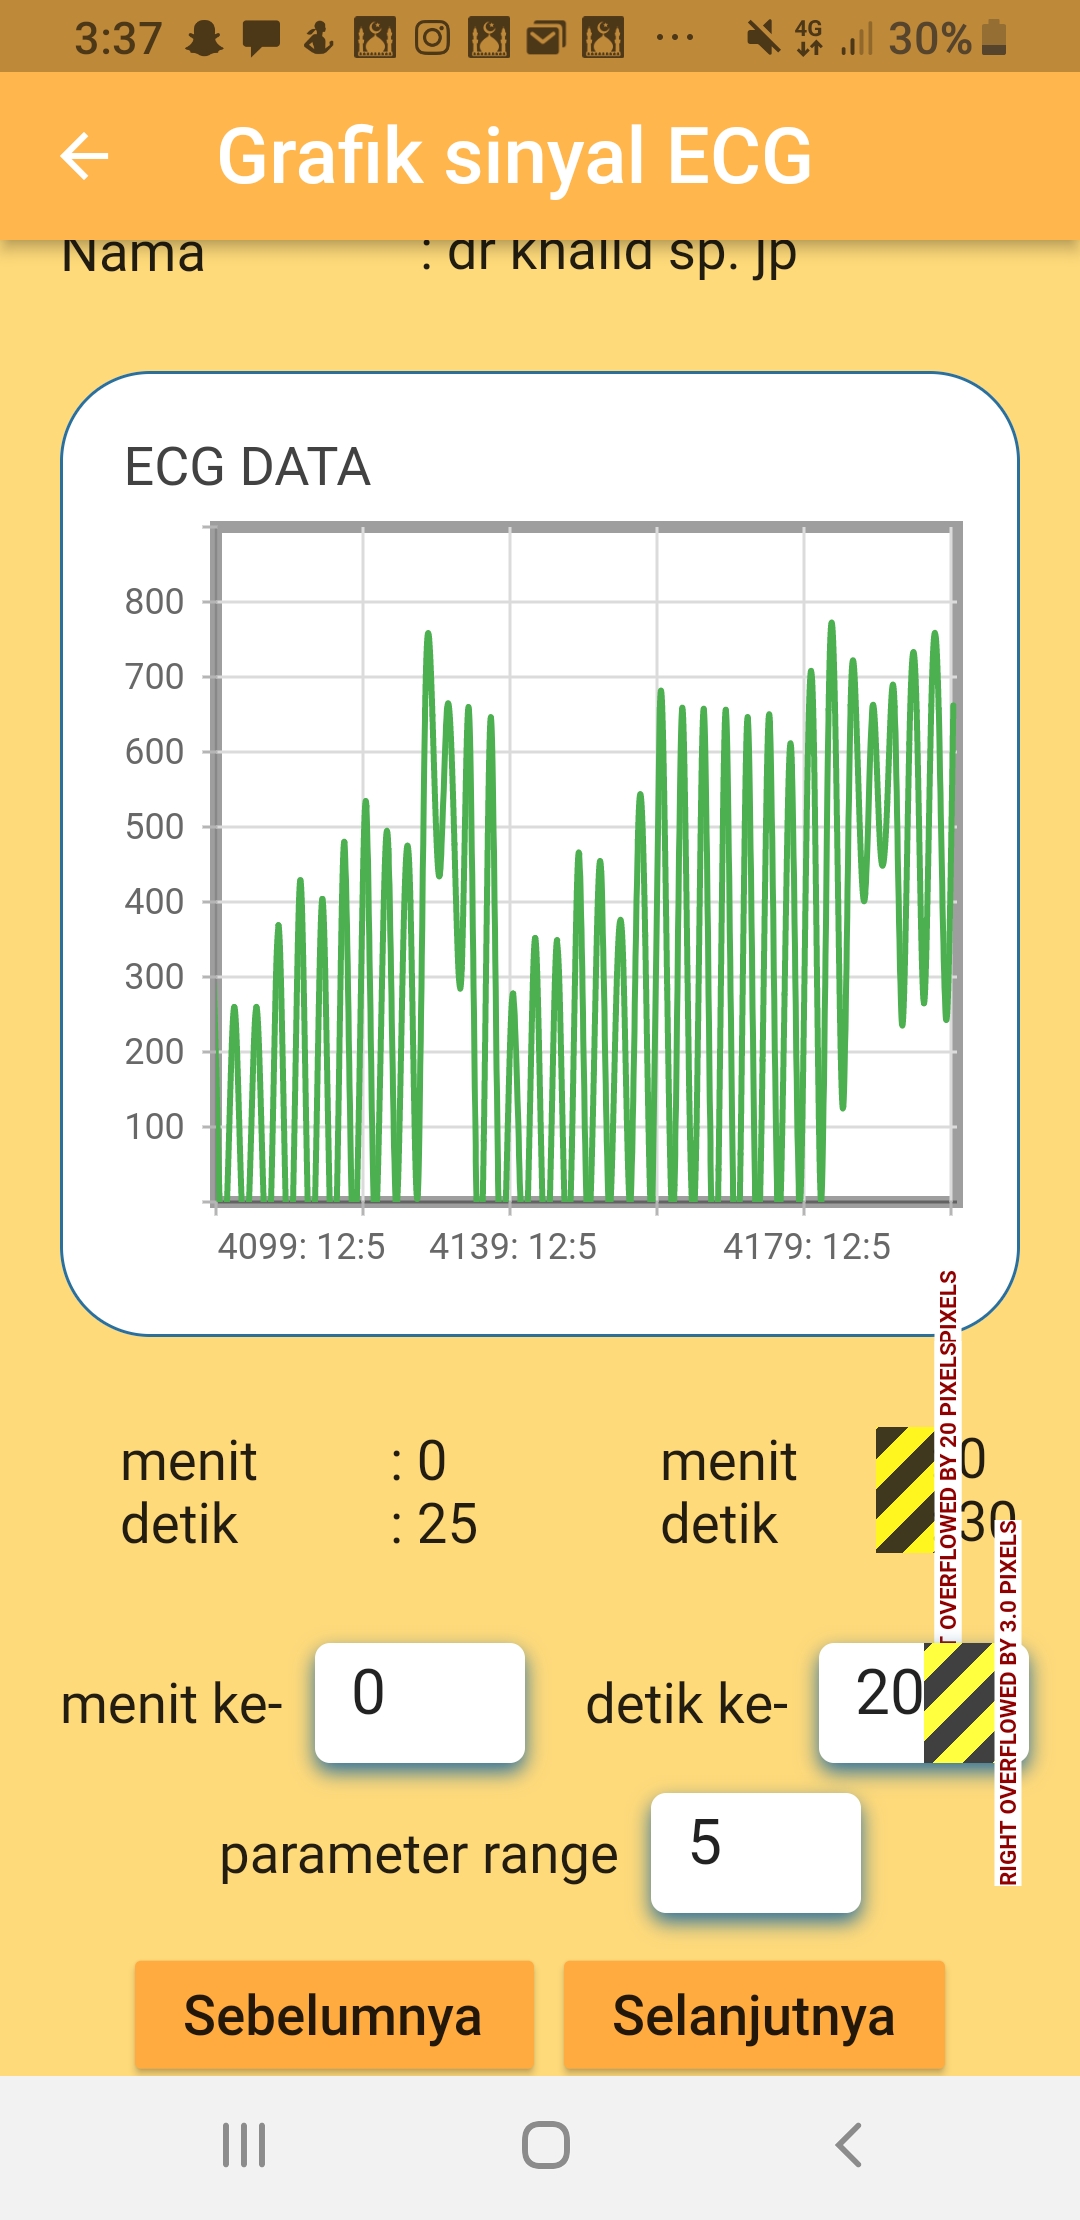 3:37 4G 30%
Grafik sinyal ECG
Nama : dr khalid sp. jp
ECG DATA
800
700
600
500
400
300
200
100
4099: 12:5 4139: 12:5 4179: 12:5
menit : 0 menit 0
detik : 25 detik 30
OVERFLOWED BY 20 PIXELS
PIXELS
menit ke- 0 detik ke- 20
RIGHT OVERFLOWED BY 3.0 PIXELS
parameter range 5
Sebelumnya Selanjutnya